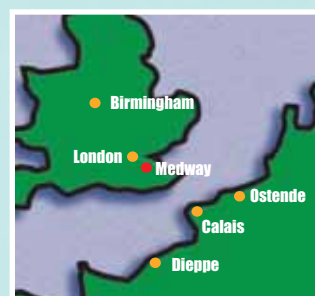 Birmingham
London
Medway
Ostende
Calais
Dieppe